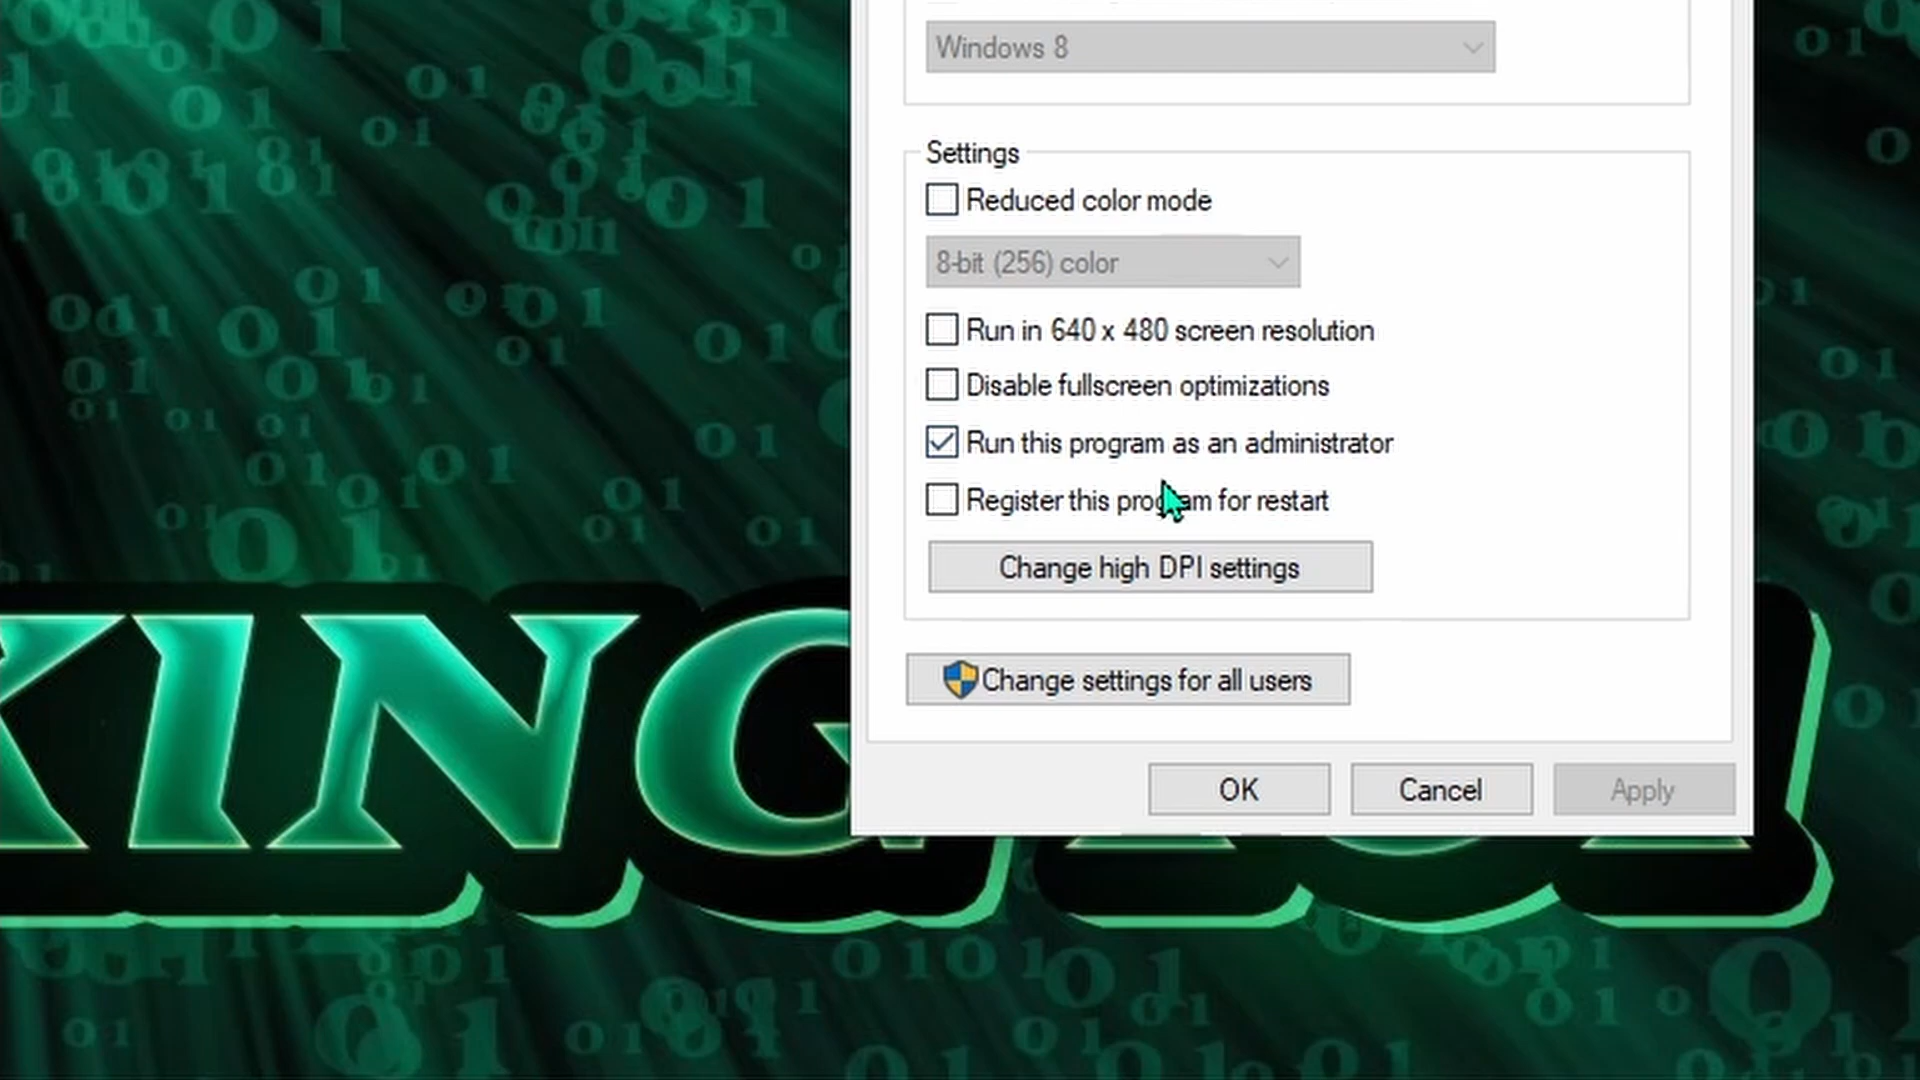 Windows 8
Settings
Reduced color mode
8-bit (256) color
Run in 640 x 480 screen resolution
Disable fullscreen optimizations
Run this program as an administrator
Register this program for restart
Change high DPI settings
KING
Change settings for all users
OK
Cancel
Apply